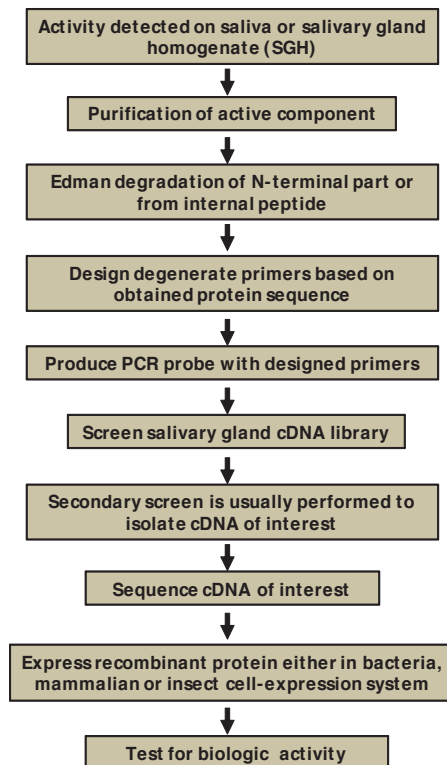 Activity detected on saliva or salivary gland
homogenate (SGH)
Purification of active component
Edman degradation of N-terminal part or
from internal peptide
Design degenerate primers based on
obtained protein sequence
Produce PCR probe with designed primers
Screen salivary gland cDNA library
Secondary screen is usually performed to
isolate cDNA of interest
Sequence cDNA of interest
Express recombinant protein either in bacteria,
mammalian or insect cell-expression system
Test for biologic activity